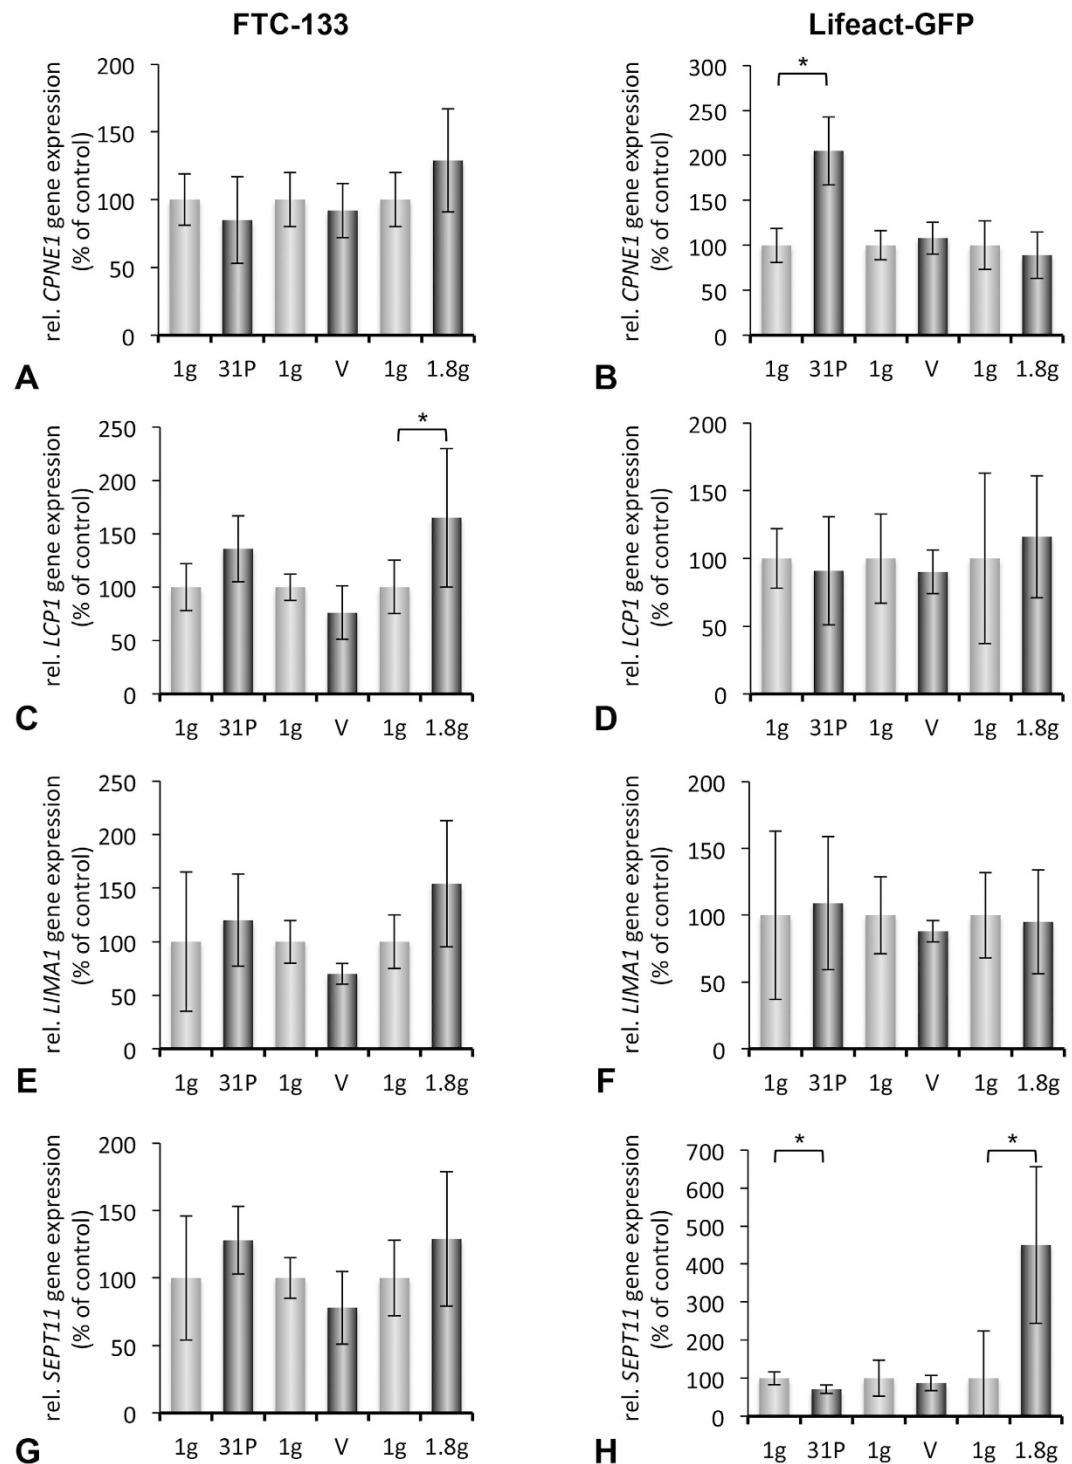 FTC-133
Lifeact-GFP
rel. CPNE1 gene expression
(% of control)
200
150
100
50
0
1g 31P 1g V 1g 1.8g
A
rel. CPNE1 gene expression
(% of control)
300
250
200
150
100
50
0
*
1g 31P 1g V 1g 1.8g
B
rel. LCP1 gene expression
(% of control)
250
200
150
100
50
0
*
1g 31P 1g V 1g 1.8g
C
rel. LCP1 gene expression
(% of control)
200
150
100
50
0
1g 31P 1g V 1g 1.8g
D
rel. LIMA1 gene expression
(% of control)
250
200
150
100
50
0
1g 31P 1g V 1g 1.8g
E
rel. LIMA1 gene expression
(% of control)
200
150
100
50
0
1g 31P 1g V 1g 1.8g
F
rel. SEPT11 gene expression
(% of control)
200
150
100
50
0
1g 31P 1g V 1g 1.8g
G
rel. SEPT11 gene expression
(% of control)
700
600
500
400
300
200
100
0
* *
1g 31P 1g V 1g 1.8g
H